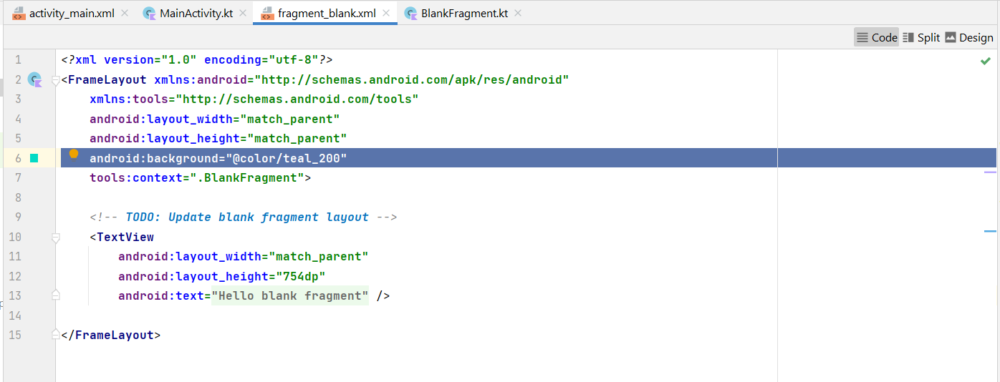 activity_main.xml MainActivity.kt fragment_blank.xml BlankFragment.kt
Code Split Design
1 <?xml version="1.0" encoding="utf-8"?>
2 <FrameLayout xmlns:android="http://schemas.android.com/apk/res/android"
3 xmlns:tools="http://schemas.android.com/tools"
4 android:layout_width="match_parent"
5 android:layout_height="match_parent"
6 android:background="@color/teal_200"
7 tools:context=".BlankFragment">
8
9 <!-- TODO: Update blank fragment layout -->
10 <TextView
11 android:layout_width="match_parent"
12 android:layout_height="754dp"
13 android:text="Hello blank fragment" />
14
15 </FrameLayout>